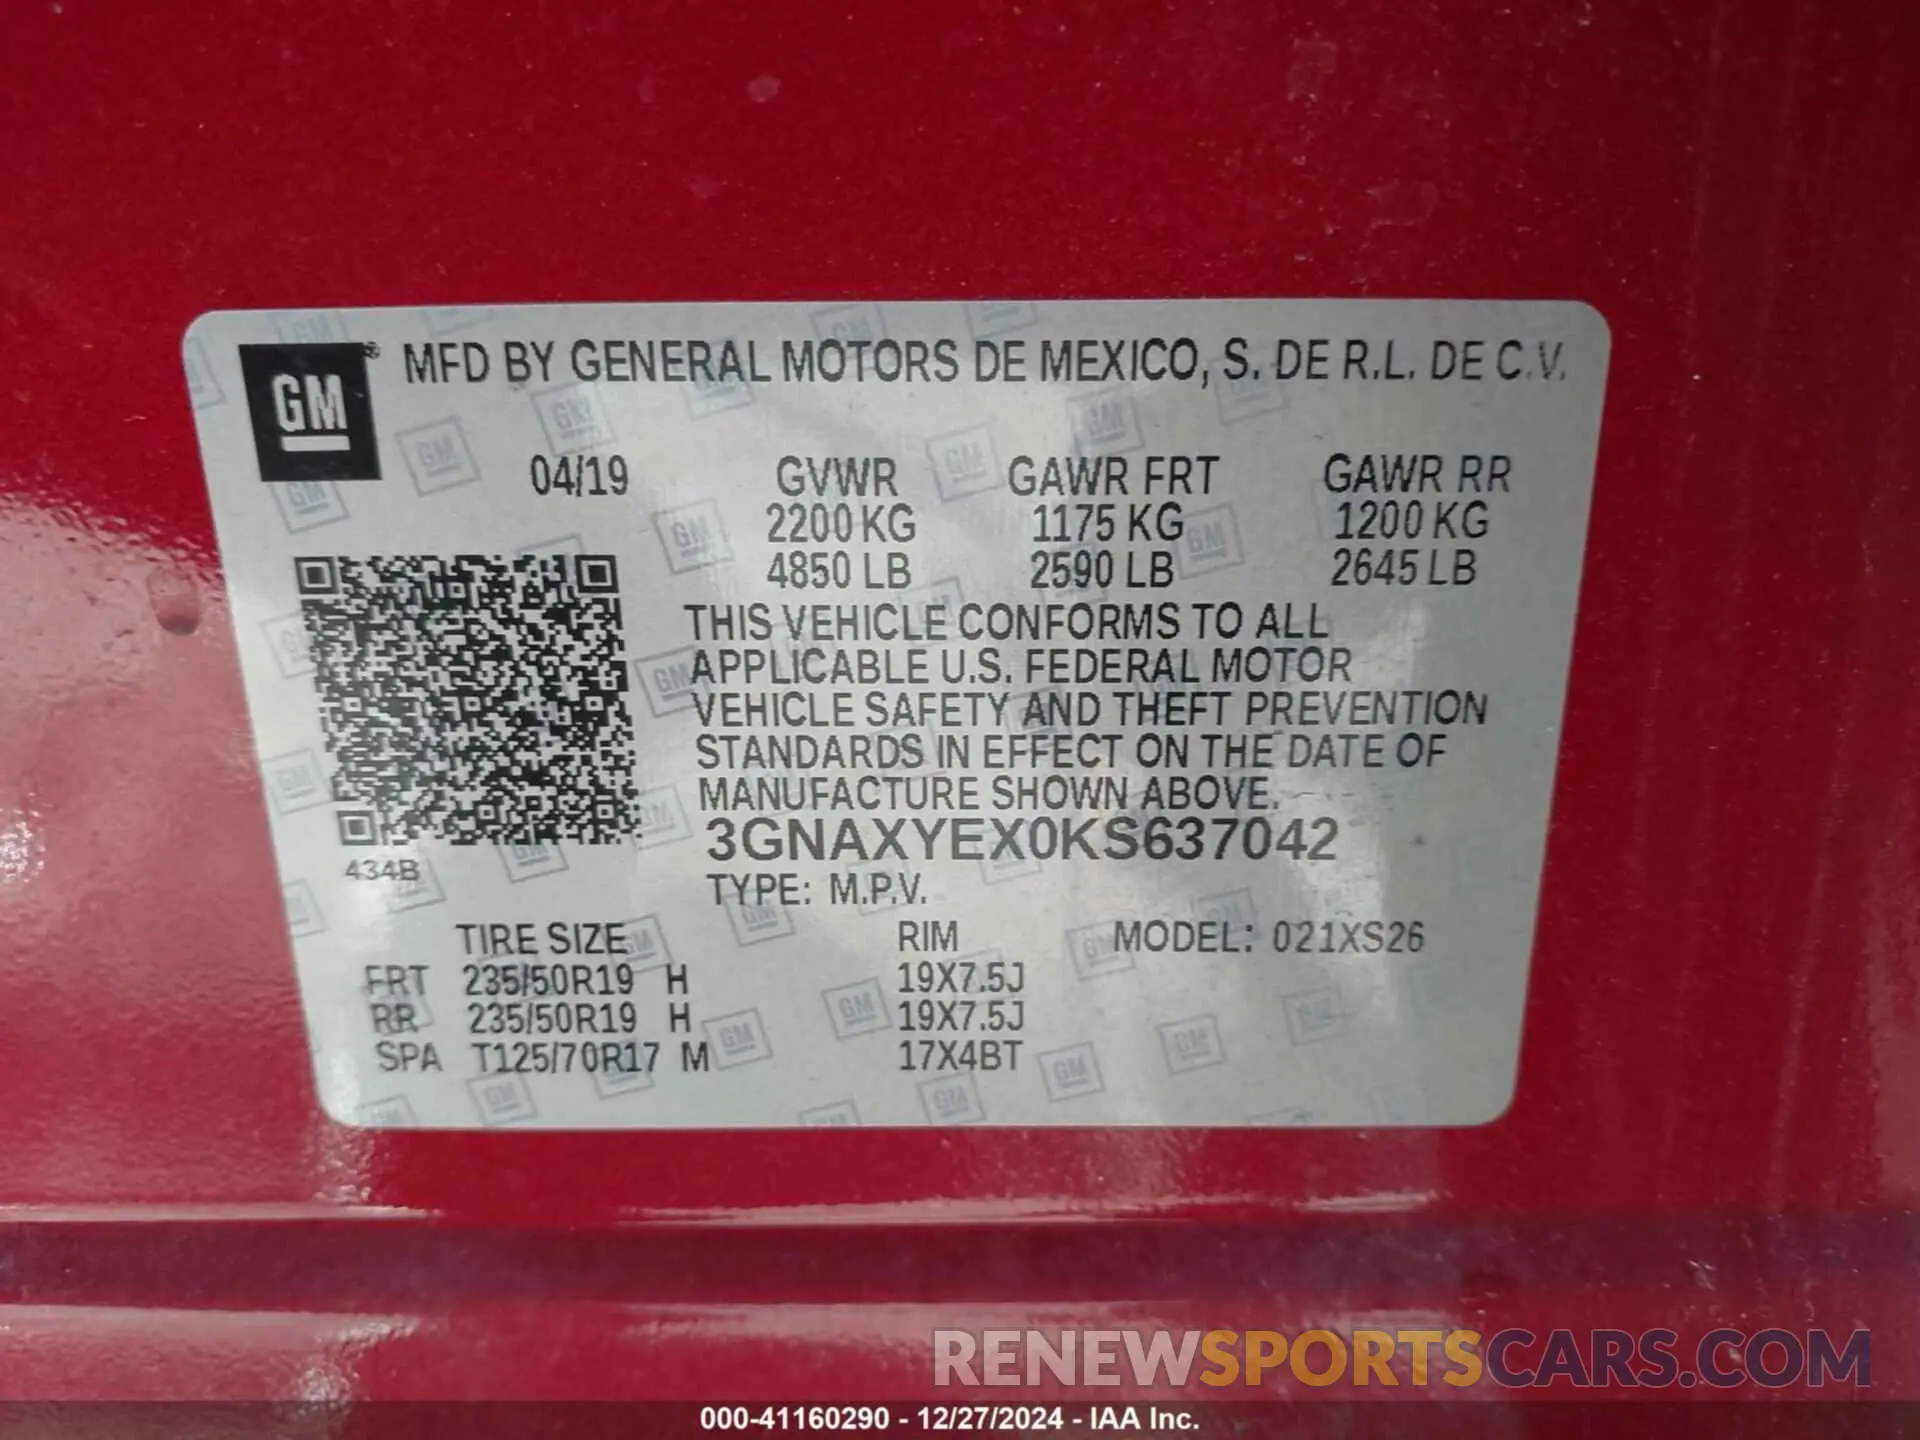 GM ® MFD BY GENERAL MOTORS DE MEXICO, S. DE R.L. DE C.V.
04/19 GVWR GAWR FRT GAWR RR
2200 KG 1175 KG 1200 KG
4850 LB 2590 LB 2645 LB
THIS VEHICLE CONFORMS TO ALL
APPLICABLE U.S. FEDERAL MOTOR
VEHICLE SAFETY AND THEFT PREVENTION
STANDARDS IN EFFECT ON THE DATE OF
MANUFACTURE SHOWN ABOVE.
3GNAXYEX0KS637042
434B
TYPE: M.P.V.
TIRE SIZE RIM MODEL: 021XS26
FRT 235/50R19 H 19X7.5J
RR 235/50R19 H 19X7.5J
SPA T125/70R17 M 17X4BT
RENEWSPORTSCARS.COM
000-41160290 - 12/27/2024 - IAA Inc.